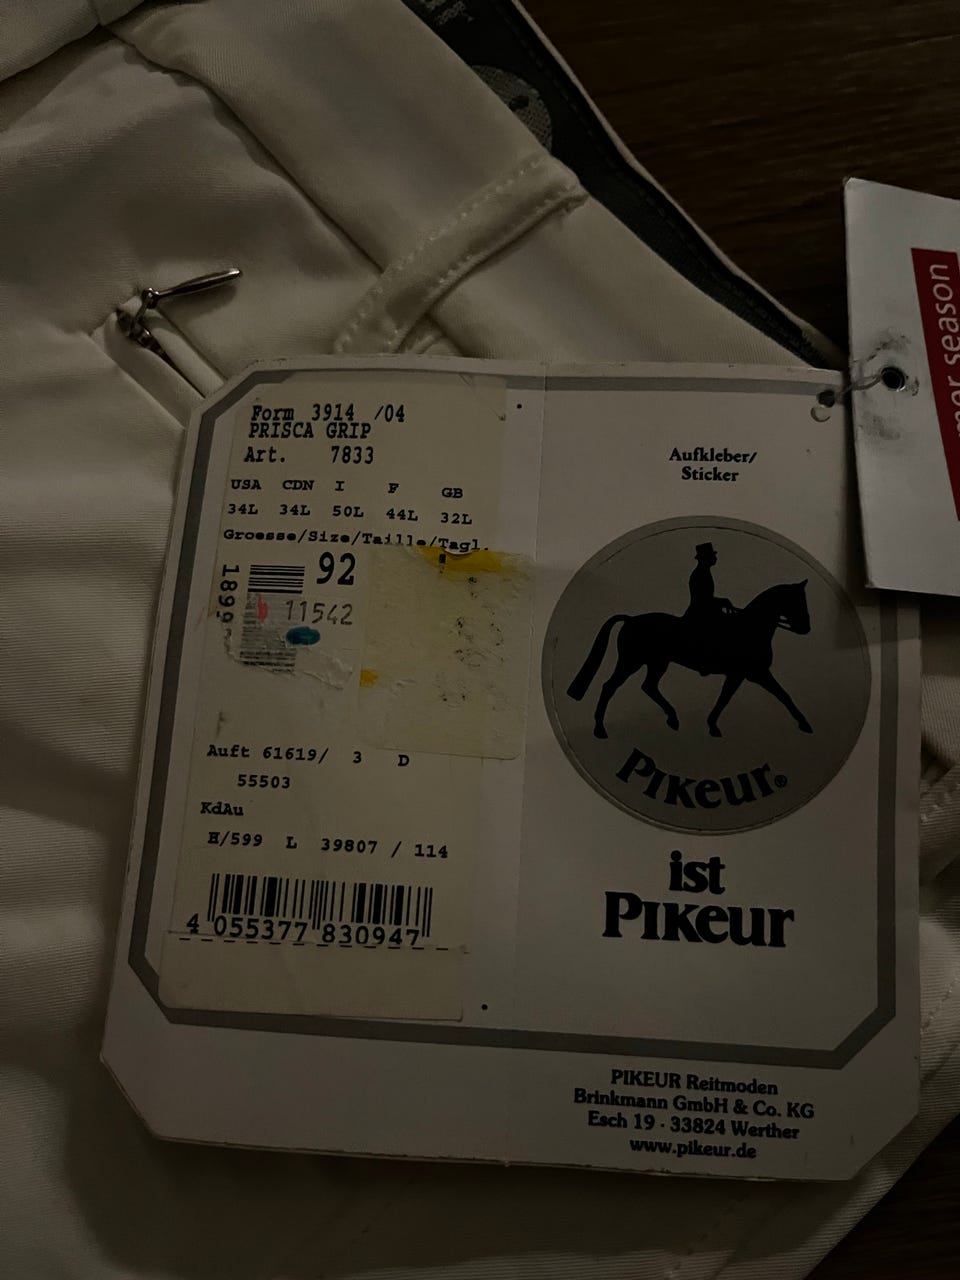 Form 3914 /04
PRISCA GRIP
Art. 7833
USA CDN I F GB
34L 34L 50L 44L 32L
Groesse/Size/Taille/Tagl.
92
1899
11542
Auft 61619/ 3 D
55503
KdAu
H/599 L 39807 / 114
4 055377 830947
Aufkleber/
Sticker
PIKEUR®
ist
PIKEUR
PIKEUR Reitmoden
Brinkmann GmbH & Co. KG
Esch 19 · 33824 Werther
www.pikeur.de
season